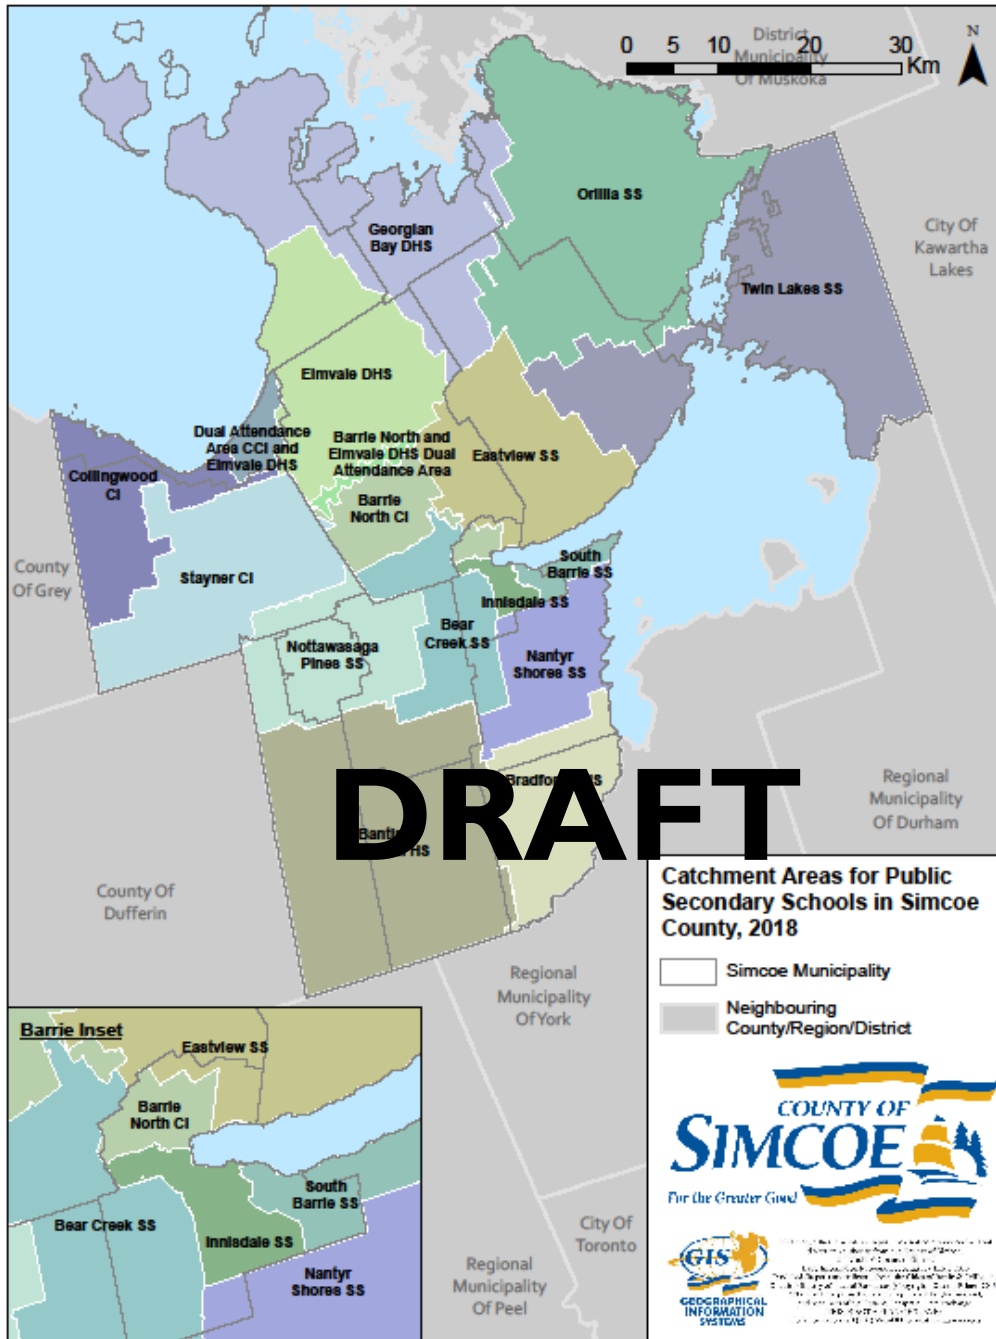 District
Municipality
Of Muskoka
0 5 10 20 30
Km
N
Orillia SS
City Of
Kawartha
Lakes
Georgian
Bay DHS
Twin Lakes SS
Elmvale DHS
Dual Attendance
Area CCI and
Elmvale DHS
Barrie North and
Elmvale DHS Dual
Attendance Area
Eastview SS
Collingwood
CI
Barrie
North CI
County
Of Grey
Stayner CI
South
Barrie SS
Innisdale SS
Bear
Creek SS
Nottawasaga
Pines SS
Nantyr
Shores SS
DRAFT
Regional
Municipality
Of Durham
County Of
Dufferin
Regional
Municipality
Of York
Catchment Areas for Public
Secondary Schools in Simcoe
County, 2018
Simcoe Municipality
Neighbouring
County/Region/District
Barrie Inset
Eastview SS
Barrie
North CI
South
Barrie SS
Bear Creek SS
Innisdale SS
Nantyr
Shores SS
Regional
Municipality
Of Peel
City Of
Toronto
COUNTY OF
SIMCOE
For the Greater Good
GIS
GEOGRAPHICAL
INFORMATION
SYSTEMS